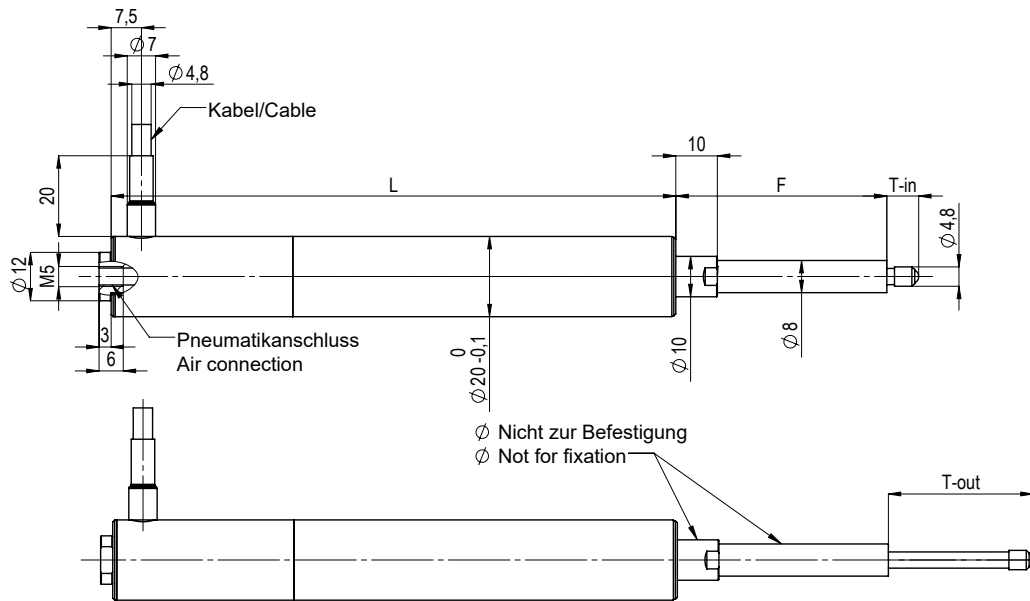 7,5
⌀7
⌀4,8
Kabel/Cable
20
L
10
F
T-in
⌀4,8
⌀12
M5
3
6
Pneumatikanschluss
Air connection
⌀20 0 -0,1
⌀10
⌀8
⌀ Nicht zur Befestigung
⌀ Not for fixation
T-out